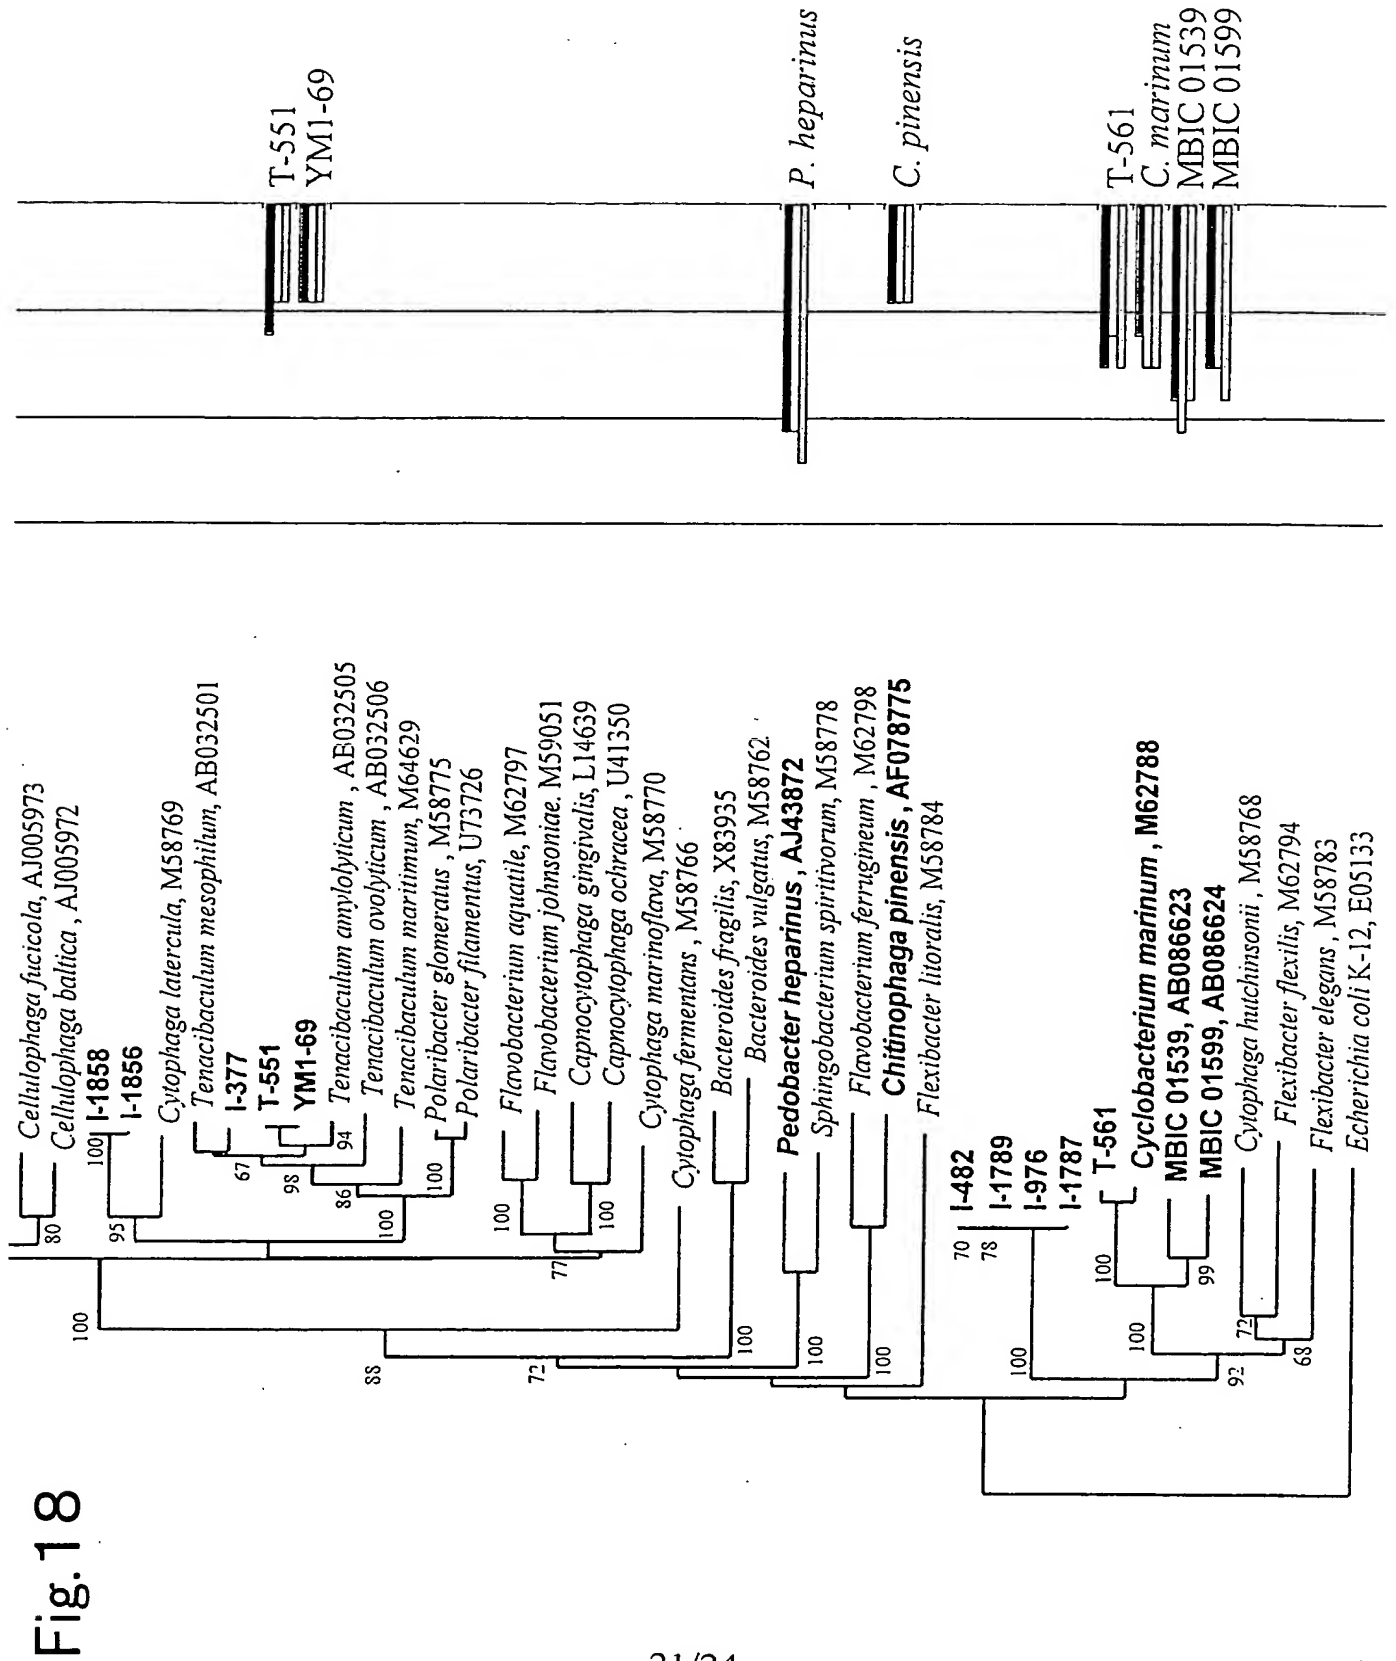 Fig.18
Cellulophaga fucicola, AJ005973
Cellulophaga baltica , AJ005972
80
I-1858
100
I-1856
95
Cytophaga latercula, M58769
Tenacibaculum mesophilum, AB032501
I-377
67
T-551
YM1-69
98
Tenacibaculum amylolyticum , AB032505
94
Tenacibaculum ovolyticum , AB032506
86
Tenacibaculum maritimum, M64629
100
Polaribacter glomeratus , M58775
100
Polaribacter filamentus, U73726
Flavobacterium aquatile, M62797
100
Flavobacterium johnsoniae. M59051
77
Capnocytophaga gingivalis, L14639
100
Capnocytophaga ochracea , U41350
Cytophaga marinoflava, M58770
100
Cytophaga fermentans , M58766
88
Bacteroides fragilis, X83935
100
Bacteroides vulgatus, M58762
72
Pedobacter heparinus , AJ43872
100
Sphingobacterium spiritivorum, M58778
Flavobacterium ferrugineum , M62798
100
Chitinophaga pinensis , AF078775
Flexibacter litoralis, M58784
I-482
70
I-1789
78
I-976
100
I-1787
T-561
100
Cyclobacterium marinum , M62788
100
MBIC 01539, AB086623
99
MBIC 01599, AB086624
92
Cytophaga hutchinsonii , M58768
72
Flexibacter flexilis, M62794
68
Flexibacter elegans , M58783
Echerichia coli K-12, E05133
T-551
YM1-69
P. heparinus
C. pinensis
T-561
C. marinum
MBIC 01539
MBIC 01599